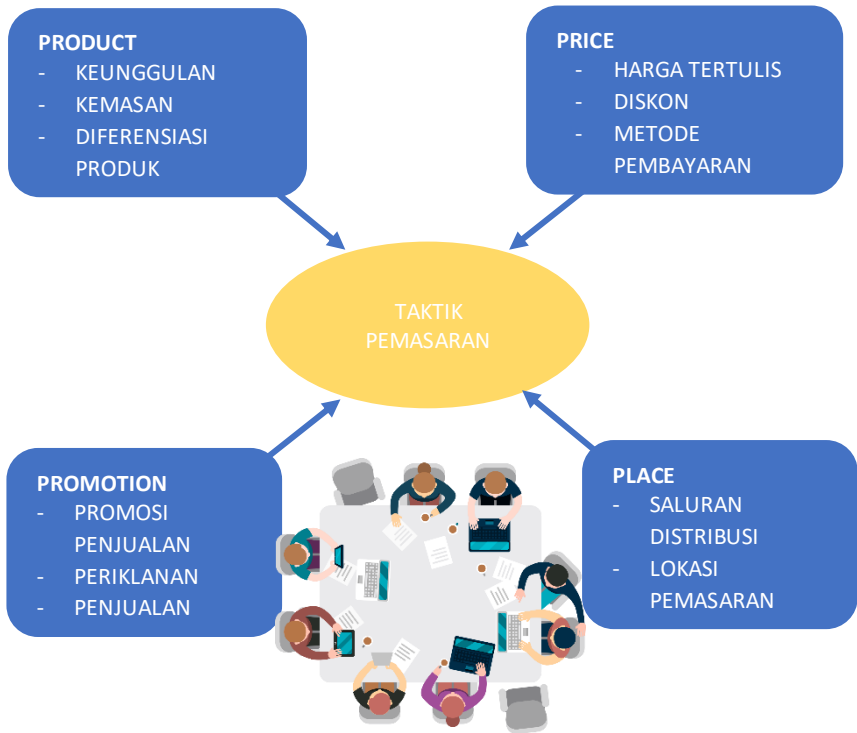 PRODUCT
- KEUNGGULAN
- KEMASAN
- DIFERENSIASI
PRODUK
PRICE
- HARGA TERTULIS
- DISKON
- METODE
PEMBAYARAN
TAKTIK
PEMASARAN
PROMOTION
- PROMOSI
PENJUALAN
- PERIKLANAN
- PENJUALAN
PLACE
- SALURAN
DISTRIBUSI
- LOKASI
PEMASARAN